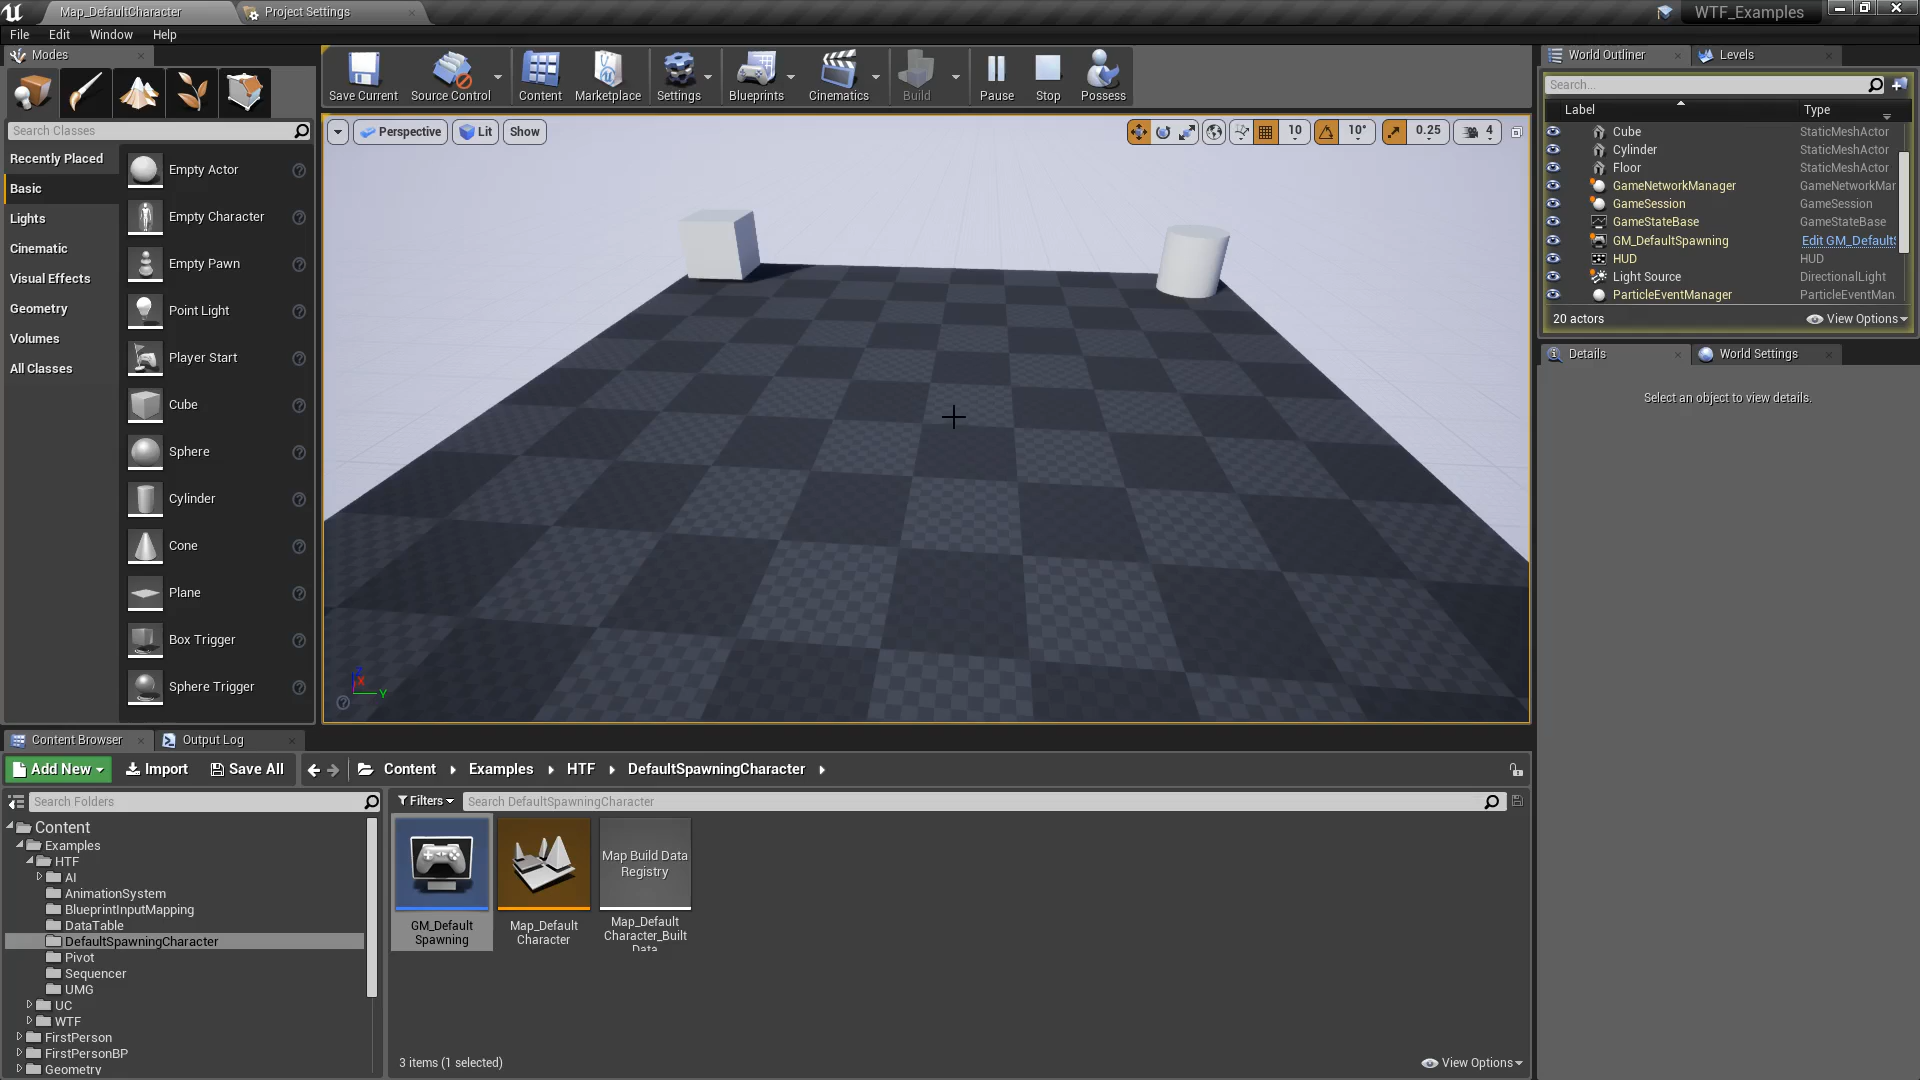 Map_DefaultCharacter
Project Settings
WTF_Examples
File
Edit
Window
Help
Modes
Search Classes
Recently Placed
Basic
Lights
Cinematic
Visual Effects
Geometry
Volumes
All Classes
Empty Actor
Empty Character
Empty Pawn
Point Light
Player Start
Cube
Sphere
Cylinder
Cone
Plane
Box Trigger
Sphere Trigger
Save Current
Source Control
Content
Marketplace
Settings
Blueprints
Cinematics
Build
Pause
Stop
Possess
Perspective
Lit
Show
10
10°
0.25
4
X
Y
World Outliner
Levels
Search...
Label
Type
Cube
StaticMeshActor
Cylinder
StaticMeshActor
Floor
StaticMeshActor
GameNetworkManager
GameNetworkMar
GameSession
GameSession
GameStateBase
GameStateBase
GM_DefaultSpawning
Edit GM_DefaultS
HUD
HUD
Light Source
DirectionalLight
ParticleEventManager
ParticleEventMan
20 actors
View Options
Details
World Settings
Select an object to view details.
Content Browser
Output Log
Add New
Import
Save All
Content
Examples
HTF
DefaultSpawningCharacter
Search Folders
Filters
Search DefaultSpawningCharacter
Content
Examples
HTF
AI
AnimationSystem
BlueprintInputMapping
DataTable
DefaultSpawningCharacter
Pivot
Sequencer
UMG
UC
WTF
FirstPerson
FirstPersonBP
Geometry
GM_Default
Spawning
Map_Default
Character
Map Build Data
Registry
Map_Default
Character_Built
Data
3 items (1 selected)
View Options